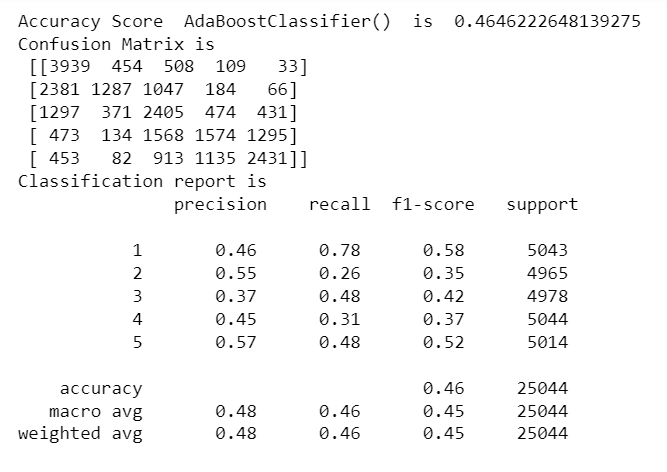 Accuracy Score  AdaBoostClassifier()  is  0.4646222648139275
Confusion Matrix is
 [[3939  454  508  109   33]
 [2381 1287 1047  184   66]
 [1297  371 2405  474  431]
 [ 473  134 1568 1574 1295]
 [ 453   82  913 1135 2431]]
Classification report is
               precision    recall  f1-score   support

           1       0.46      0.78      0.58      5043
           2       0.55      0.26      0.35      4965
           3       0.37      0.48      0.42      4978
           4       0.45      0.31      0.37      5044
           5       0.57      0.48      0.52      5014

    accuracy                           0.46     25044
   macro avg       0.48      0.46      0.45     25044
weighted avg       0.48      0.46      0.45     25044